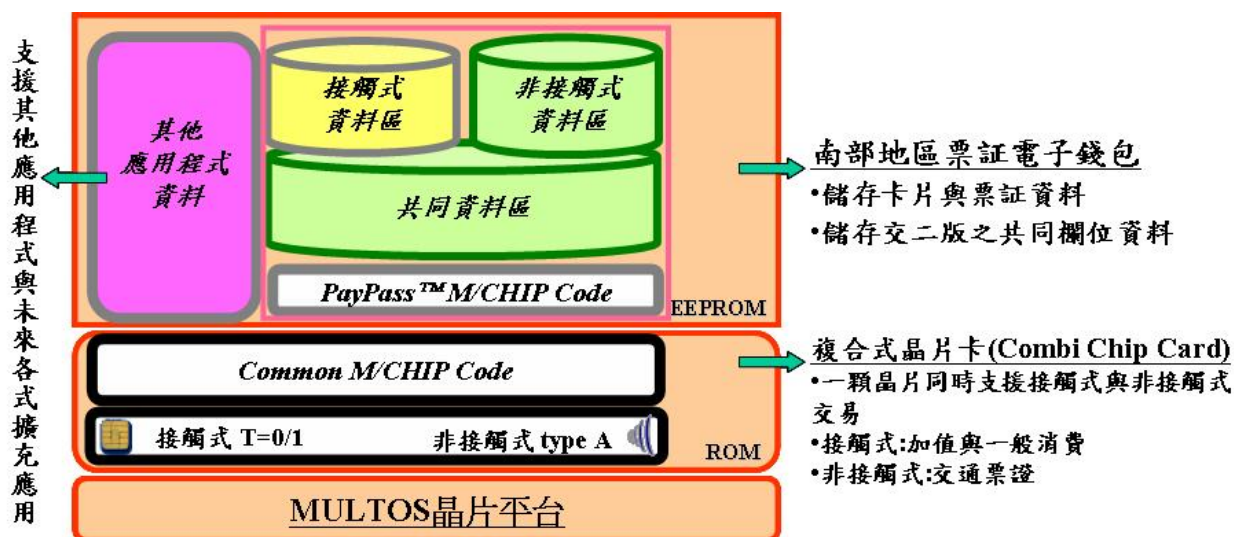 支援其他應用程式與未來各式擴充應用
其他
應用程式
資料
接觸式
資料區
非接觸式
資料區
共同資料區
PayPass™M/CHIP Code
EEPROM
南部地區票証電子錢包
•儲存卡片與票証資料
•儲存交二版之共同欄位資料
Common M/CHIP Code
接觸式 T=0/1
非接觸式 type A
ROM
複合式晶片卡(Combi Chip Card)
•一顆晶片同時支援接觸式與非接觸式
交易
•接觸式:加值與一般消費
•非接觸式:交通票證
MULTOS晶片平台